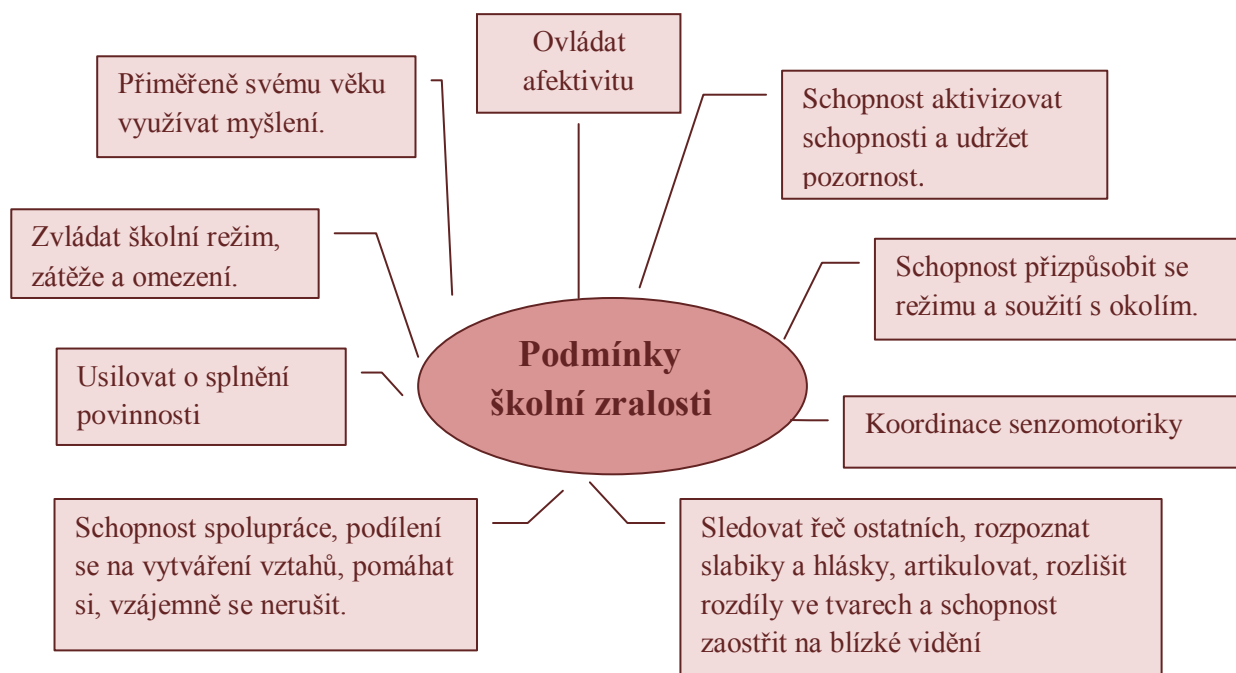 Ovládat
afektivitu
Přiměřeně svému věku
využívat myšlení.
Schopnost aktivizovat
schopnosti a udržet
pozornost.
Zvládat školní režim,
zátěže a omezení.
Schopnost přizpůsobit se
režimu a soužití s okolím.
Podmínky
školní zralosti
Usilovat o splnění
povinnosti
Koordinace senzomotoriky
Schopnost spolupráce, podílení
se na vytváření vztahů, pomáhat
si, vzájemně se nerušit.
Sledovat řeč ostatních, rozpoznat
slabiky a hlásky, artikulovat, rozlišit
rozdíly ve tvarech a schopnost
zaostřit na blízké vidění